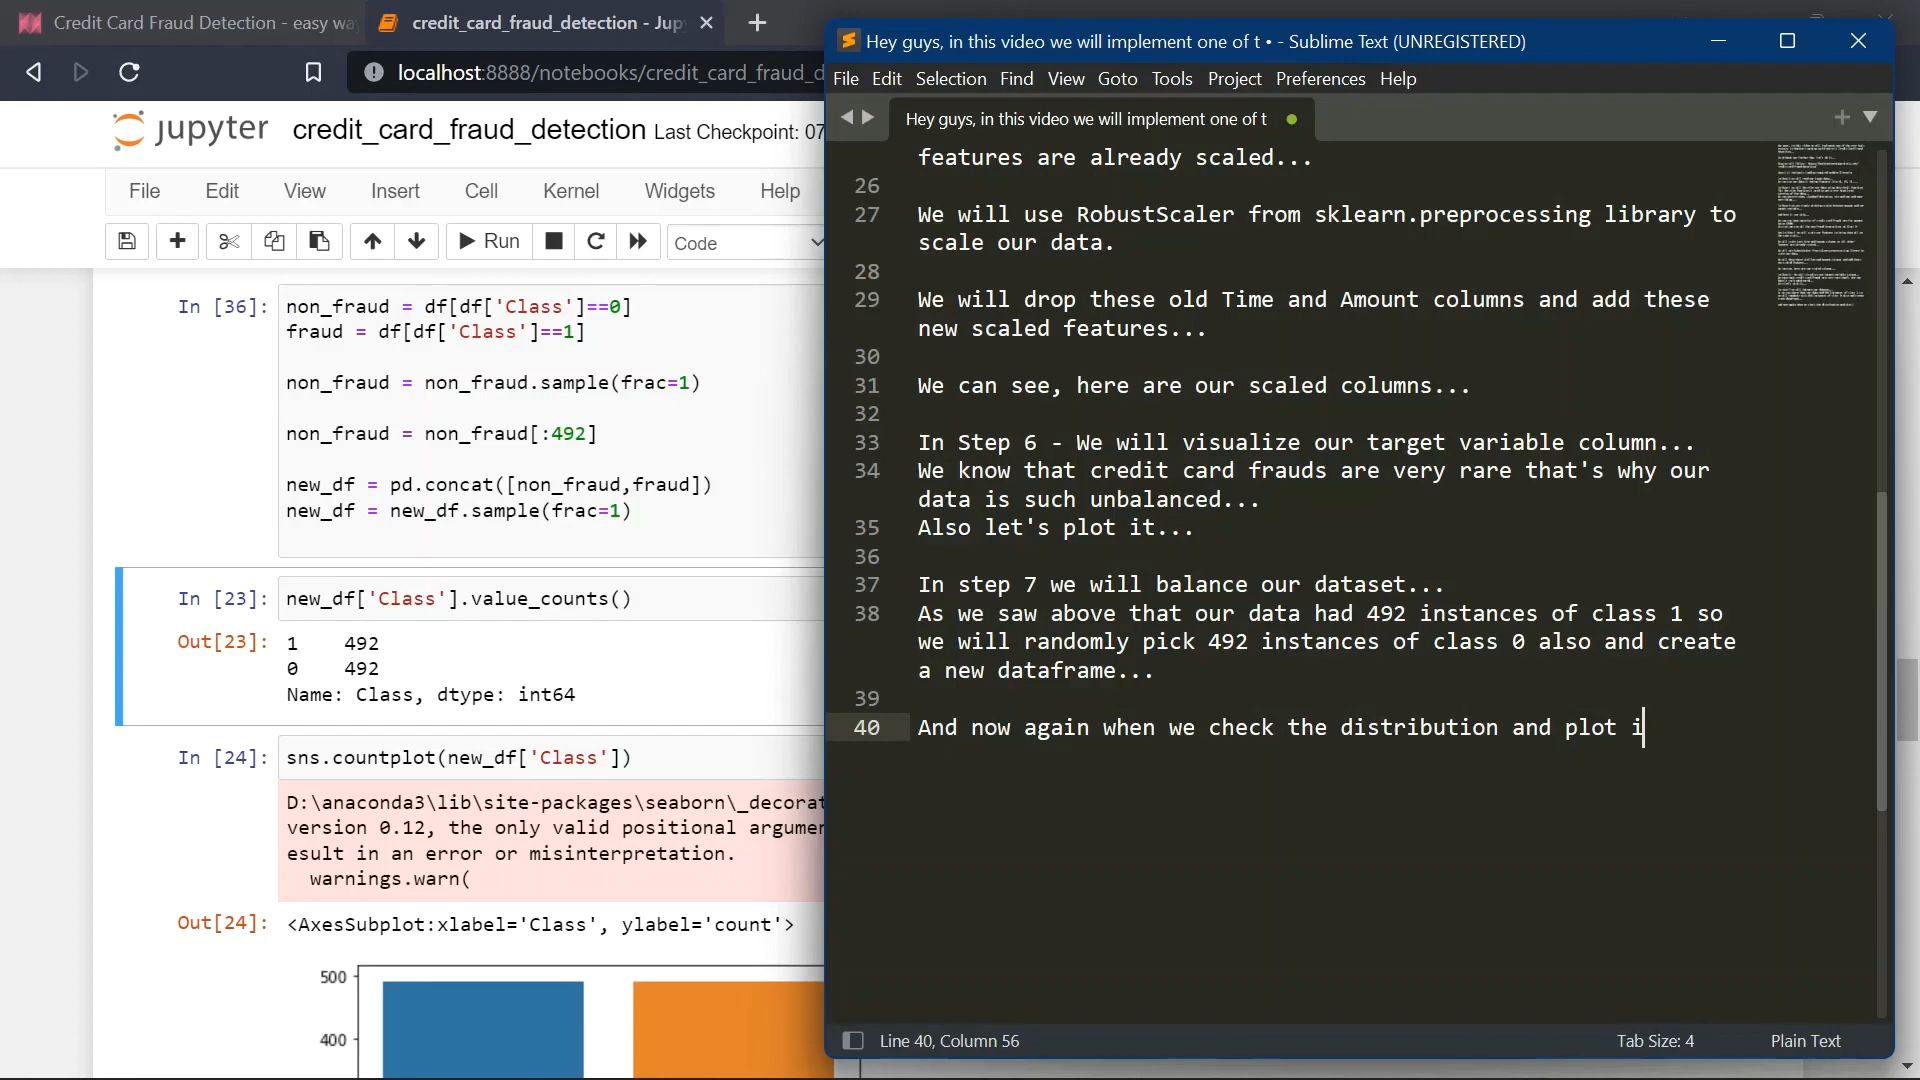 Credit Card Fraud Detection - easy wa
credit_card_fraud_detection - Jup
localhost:8888/notebooks/credit_card_fraud_d
jupyter credit_card_fraud_detection Last Checkpoint: 07
File Edit View Insert Cell Kernel Widgets Help
Run Code
In [36]: non_fraud = df[df['Class']==0]
fraud = df[df['Class']==1]
non_fraud = non_fraud.sample(frac=1)
non_fraud = non_fraud[:492]
new_df = pd.concat([non_fraud,fraud])
new_df = new_df.sample(frac=1)
In [23]: new_df['Class'].value_counts()
Out[23]: 1    492
0    492
Name: Class, dtype: int64
In [24]: sns.countplot(new_df['Class'])
D:\anaconda3\lib\site-packages\seaborn\_decorat
version 0.12, the only valid positional argumen
esult in an error or misinterpretation.
warnings.warn(
Out[24]: <AxesSubplot:xlabel='Class', ylabel='count'>
500
400
Hey guys, in this video we will implement one of t • - Sublime Text (UNREGISTERED)
File Edit Selection Find View Goto Tools Project Preferences Help
Hey guys, in this video we will implement one of t
features are already scaled...
26
27 We will use RobustScaler from sklearn.preprocessing library to
scale our data.
28
29 We will drop these old Time and Amount columns and add these
new scaled features...
30
31 We can see, here are our scaled columns...
32
33 In Step 6 - We will visualize our target variable column...
34 We know that credit card frauds are very rare that's why our
data is such unbalanced...
35 Also let's plot it...
36
37 In step 7 we will balance our dataset...
38 As we saw above that our data had 492 instances of class 1 so
we will randomly pick 492 instances of class 0 also and create
a new dataframe...
39
40 And now again when we check the distribution and plot i
Line 40, Column 56
Tab Size: 4
Plain Text